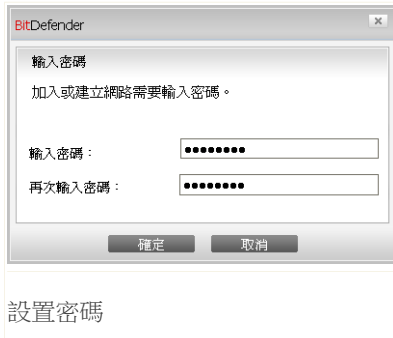 BitDefender
輸入密碼
加入或建立網路需要輸入密碼。
輸入密碼：
再次輸入密碼：
確定 取消
設置密碼